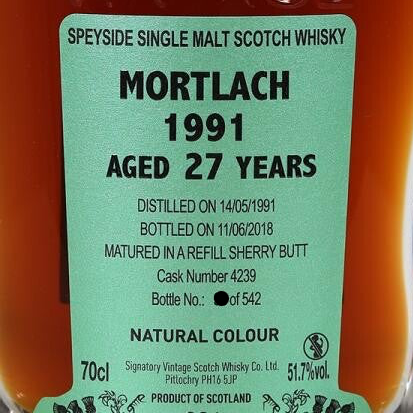 SPEYSIDE SINGLE MALT SCOTCH WHISKY
MORTLACH
1991
AGED 27 YEARS
DISTILLED ON 14/05/1991
BOTTLED ON 11/06/2018
MATURED IN A REFILL SHERRY BUTT
Cask Number 4239
Bottle No.: of 542
NATURAL COLOUR
70cl
Signatory Vintage Scotch Whisky Co. Ltd.
Pitlochry PH16 5JP
51.7%vol.
PRODUCT OF SCOTLAND